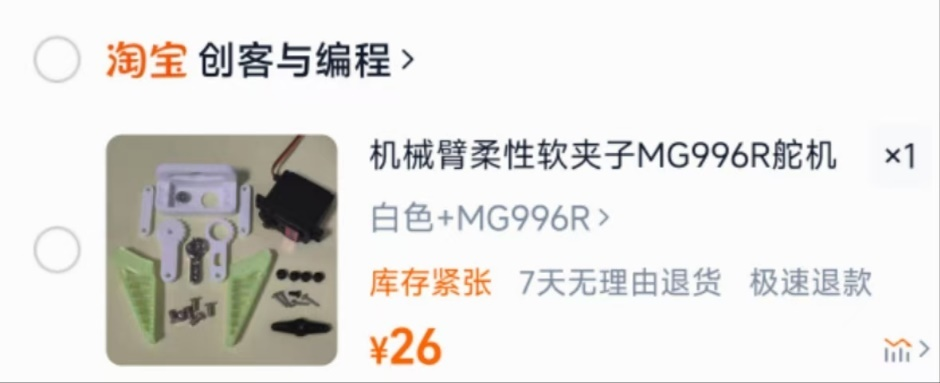 淘宝 创客与编程
机械臂柔性软夹子MG996R舵机 ×1
白色+MG996R
库存紧张 7天无理由退货 极速退款
¥26